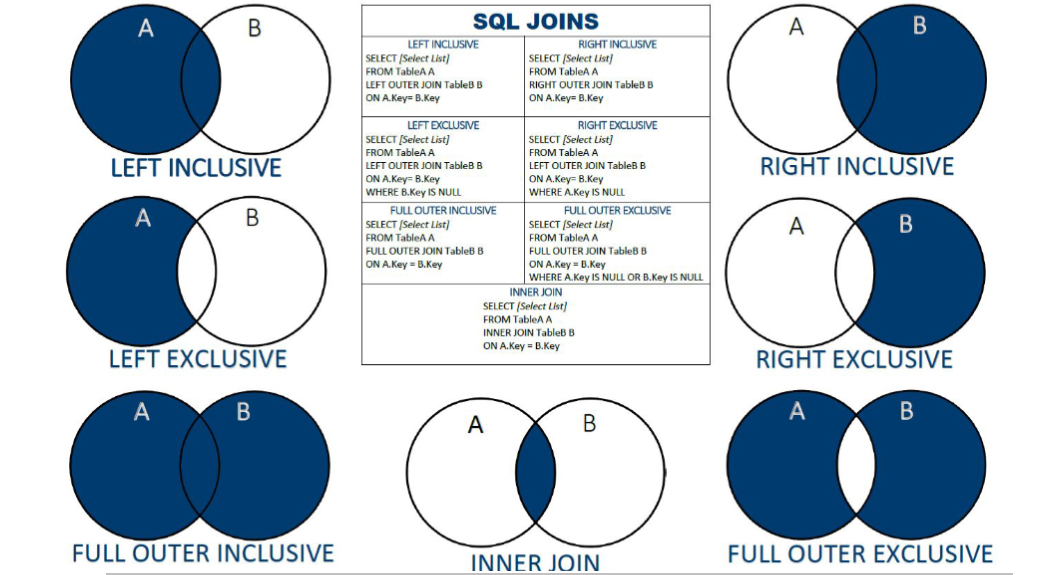 A B
SQL JOINS
A B
LEFT INCLUSIVE
SELECT [Select List]
FROM TableA A
LEFT OUTER JOIN TableB B
ON A.Key= B.Key
RIGHT INCLUSIVE
SELECT [Select List]
FROM TableA A
RIGHT OUTER JOIN TableB B
ON A.Key= B.Key
LEFT EXCLUSIVE
SELECT [Select List]
FROM TableA A
LEFT OUTER JOIN TableB B
ON A.Key= B.Key
WHERE B.Key IS NULL
RIGHT EXCLUSIVE
SELECT [Select List]
FROM TableA A
LEFT OUTER JOIN TableB B
ON A.Key= B.Key
WHERE A.Key IS NULL
FULL OUTER INCLUSIVE
SELECT [Select List]
FROM TableA A
FULL OUTER JOIN TableB B
ON A.Key = B.Key
FULL OUTER EXCLUSIVE
SELECT [Select List]
FROM TableA A
FULL OUTER JOIN TableB B
ON A.Key = B.Key
WHERE A.Key IS NULL OR B.Key IS NULL
INNER JOIN
SELECT [Select List]
FROM TableA A
INNER JOIN TableB B
ON A.Key = B.Key
LEFT INCLUSIVE
RIGHT INCLUSIVE
A B
A B
LEFT EXCLUSIVE
RIGHT EXCLUSIVE
A B
A B
A B
FULL OUTER INCLUSIVE
INNER JOIN
FULL OUTER EXCLUSIVE